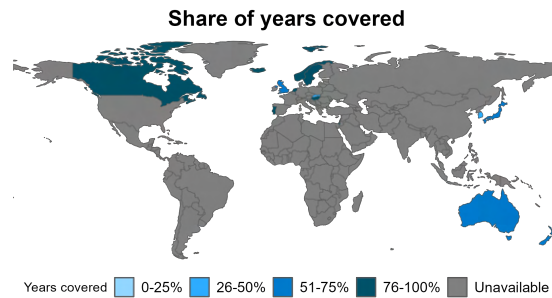 Share of years covered
Years covered 0-25% 26-50% 51-75% 76-100% Unavailable